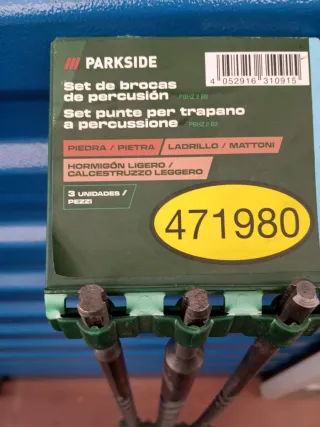 PARKSIDE
4 052916 310915
Set de brocas
de percusión
Set punte per trapano
a percussione
PIEDRA / PIETRA
LADRILLO / MATTONI
HORMIGÓN LIGERO /
CALCESTRUZZO LEGGERO
3 UNIDADES /
PEZZI
471980